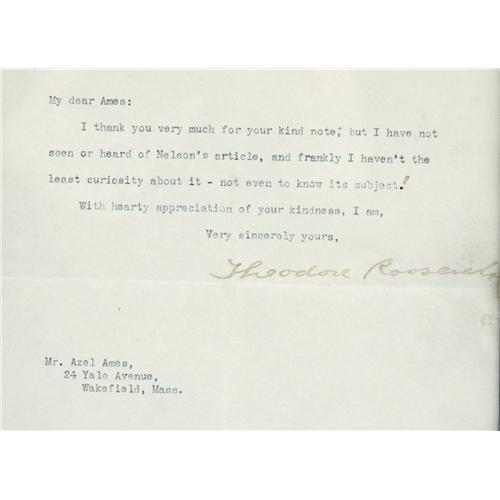 My dear Ames:
I thank you very much for your kind note, but I have not
seen or heard of Nelson's article, and frankly I haven't the
least curiosity about it - not even to know its subject!
With hearty appreciation of your kindness, I am,
Very sincerely yours,
Theodore Roosevelt
Mr. Azel Ames,
24 Yale Avenue,
Wakefield, Mass.